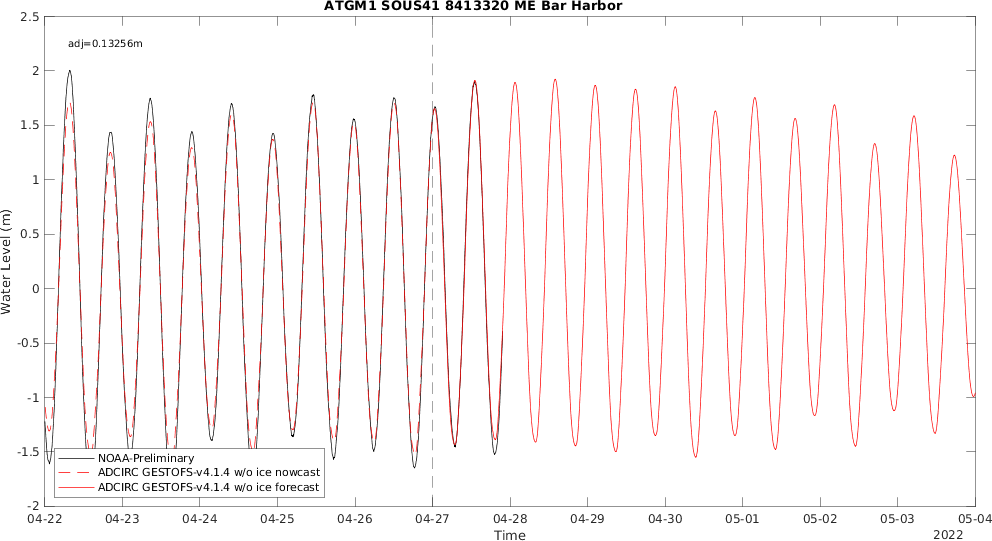 ATGM1 SOUS41 8413320 ME Bar Harbor
adj=0.13256m
2.5
2
1.5
1
0.5
0
-0.5
-1
-1.5
-2
Water Level (m)
NOAA-Preliminary
ADCIRC GESTOFS-v4.1.4 w/o ice nowcast
ADCIRC GESTOFS-v4.1.4 w/o ice forecast
04-22 04-23 04-24 04-25 04-26 04-27 04-28 04-29 04-30 05-01 05-02 05-03 05-04
Time
2022